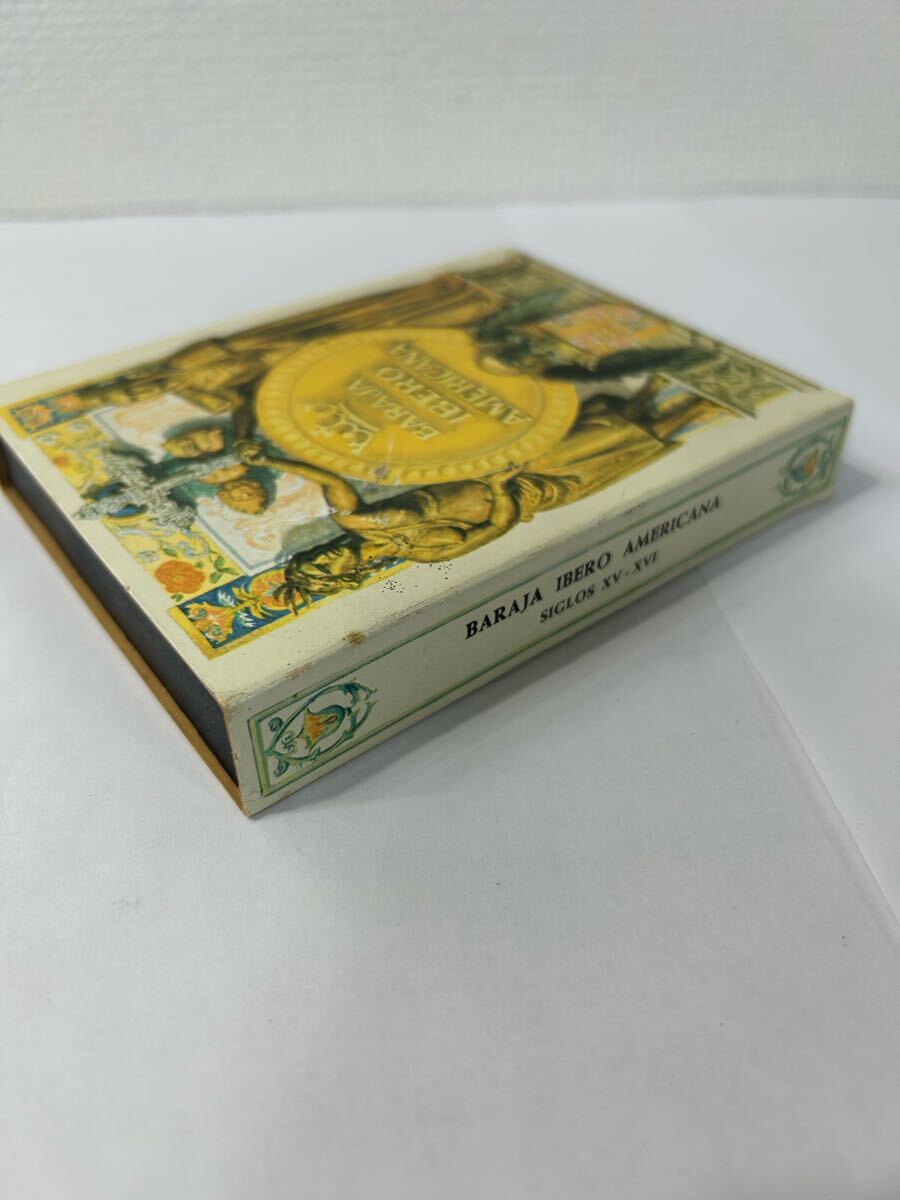 BARAJA
IBERO
AMERICANA
BARAJA IBERO AMERICANA
SIGLOS XV - XVI